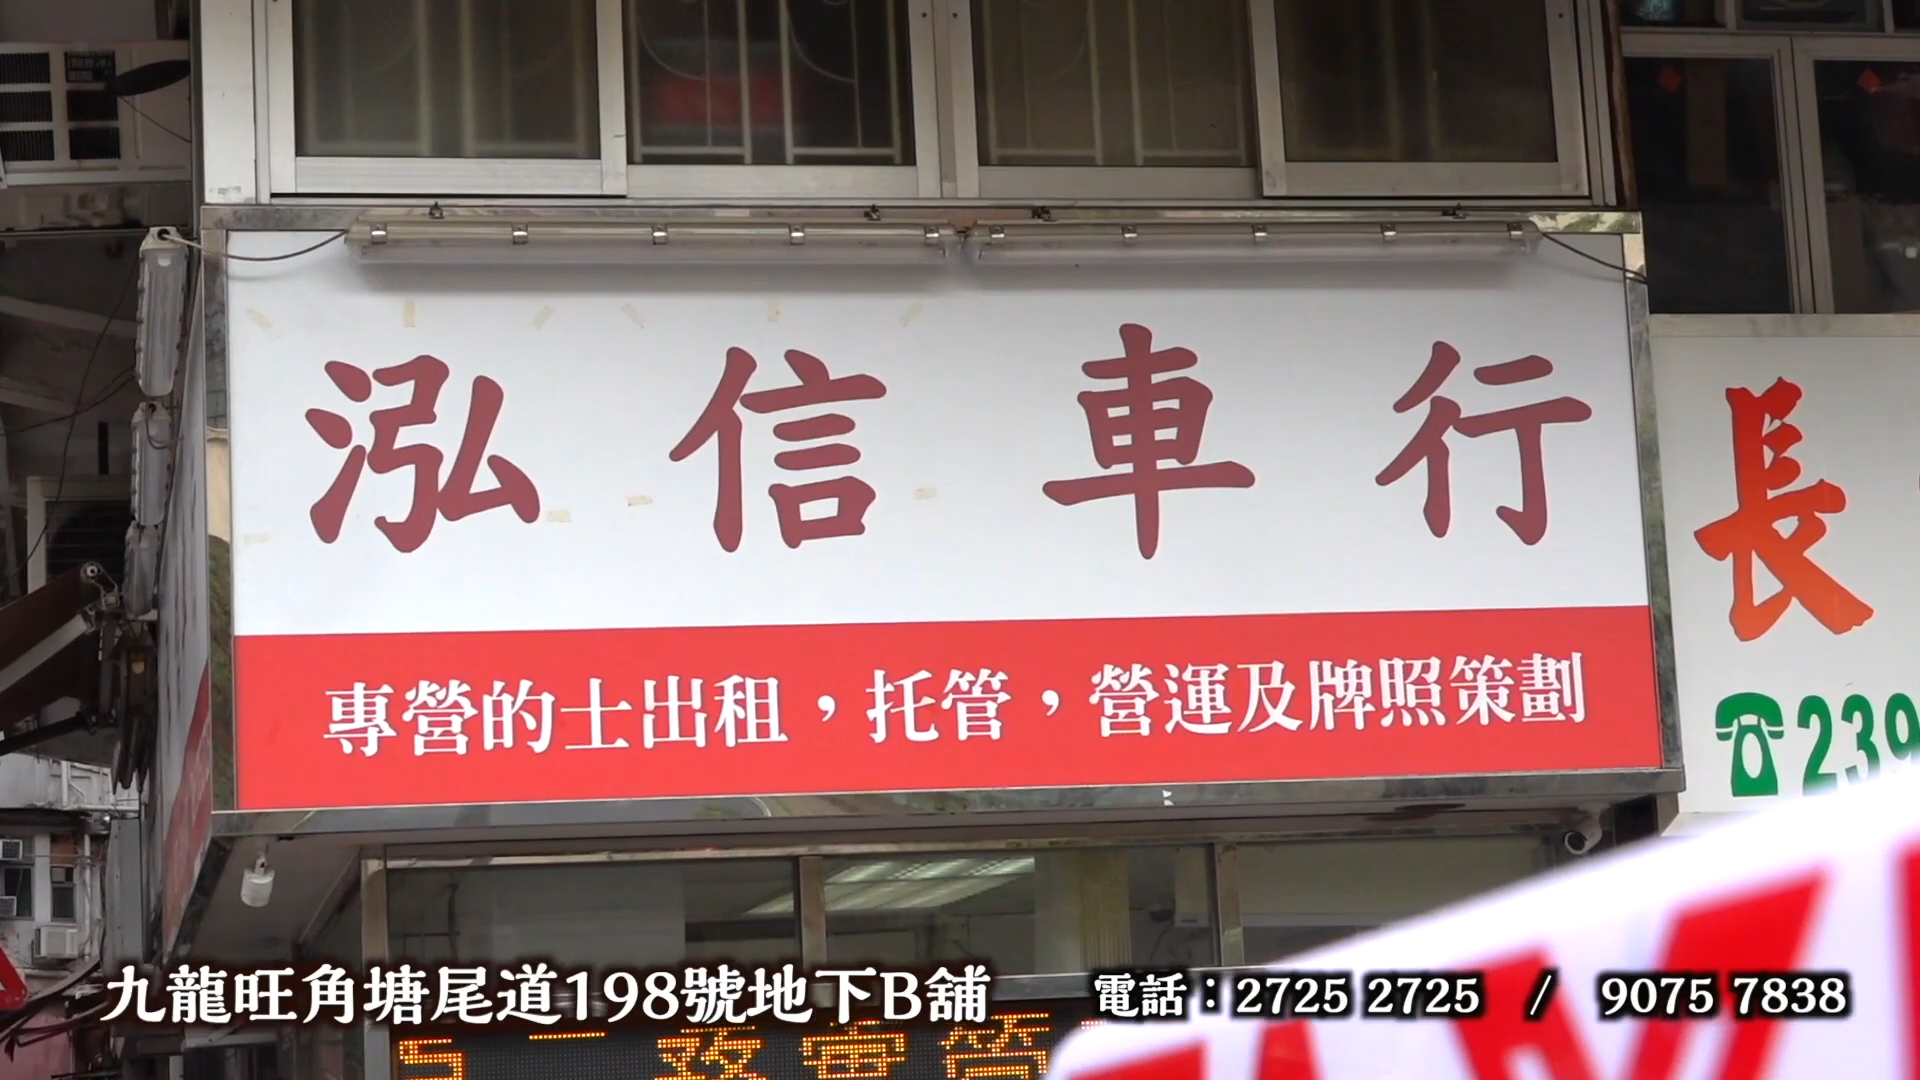 泓信車行
專營的士出租，托管，營運及牌照策劃
長
☎239
九龍旺角塘尾道198號地下B舖
電話：2725 2725 / 9075 7838